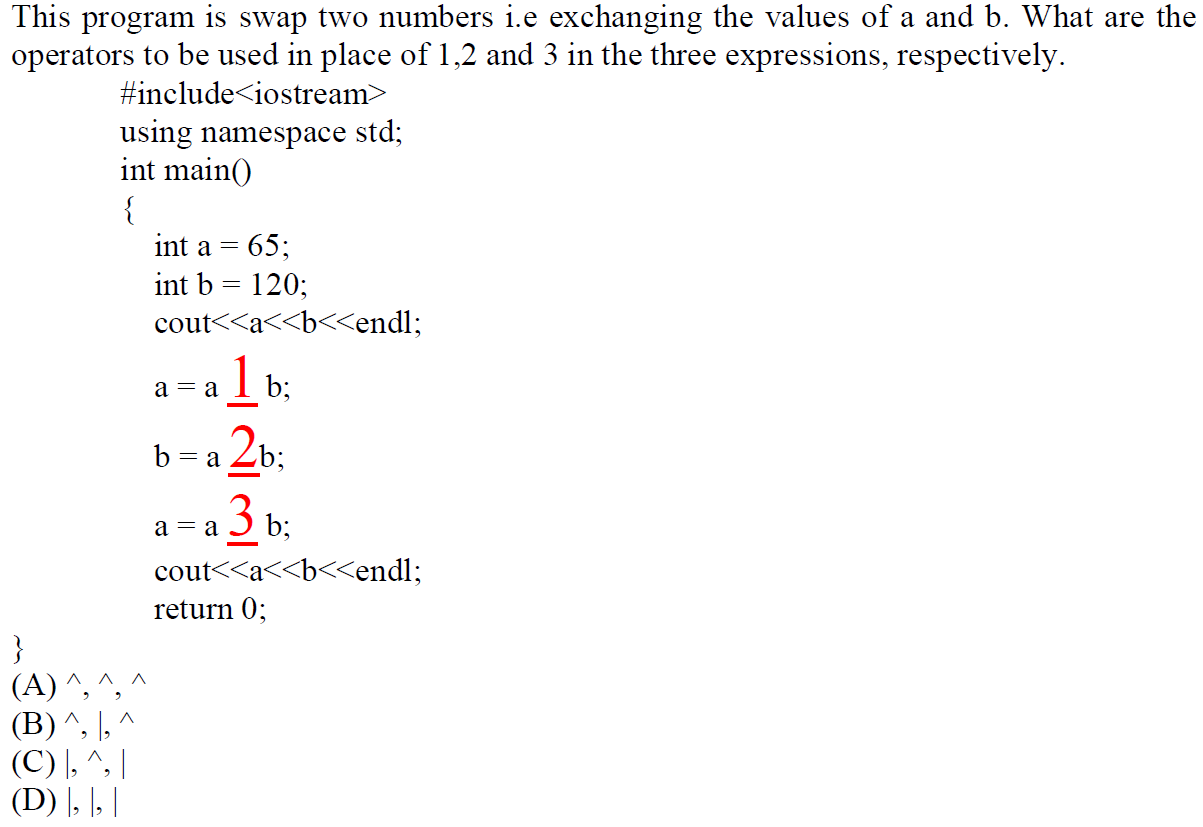 This program is swap two numbers i.e exchanging the values of a and b. What are the
operators to be used in place of 1,2 and 3 in the three expressions, respectively.
#include<iostream>
using namespace std;
int main()
{
int a = 65;
int b = 120;
cout<<a<<b<<endl;
a = a 1 b;
b = a 2b;
a = a 3 b;
cout<<a<<b<<endl;
return 0;
}
(A) ^, ^, ^
(B) ^, |, ^
(C) |, ^, |
(D) |, |, |